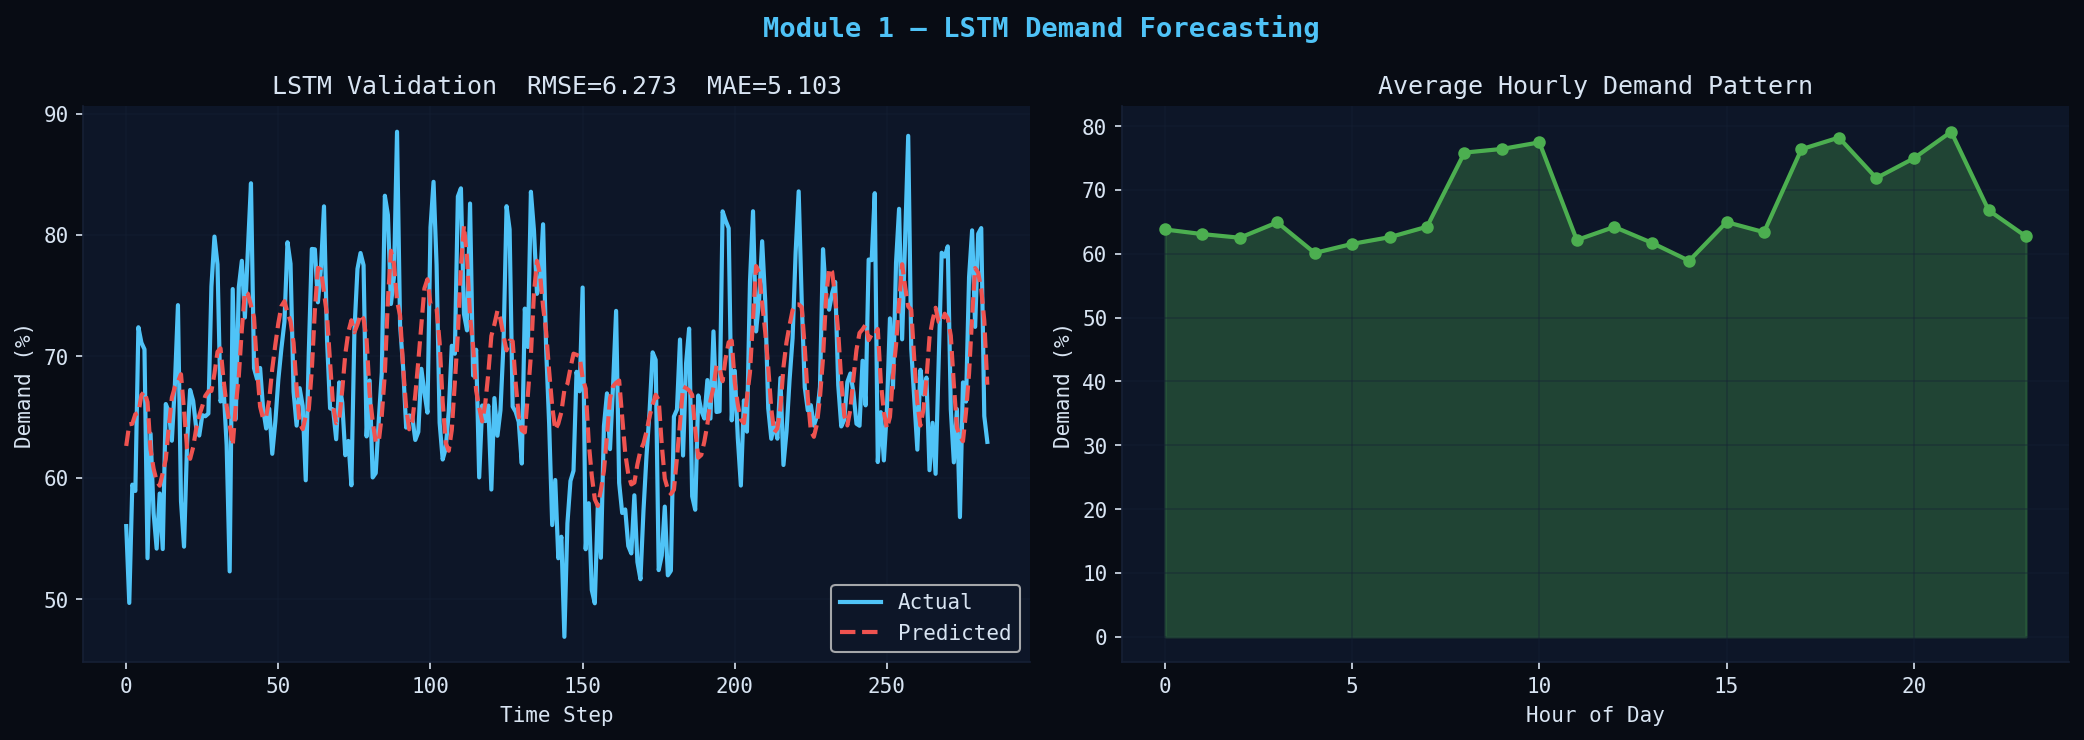 Module 1 — LSTM Demand Forecasting
LSTM Validation  RMSE=6.273  MAE=5.103
Demand (%)
90
80
70
60
50
0
50
100
150
200
250
Time Step
Actual
Predicted
Average Hourly Demand Pattern
Demand (%)
80
70
60
50
40
30
20
10
0
0
5
10
15
20
Hour of Day